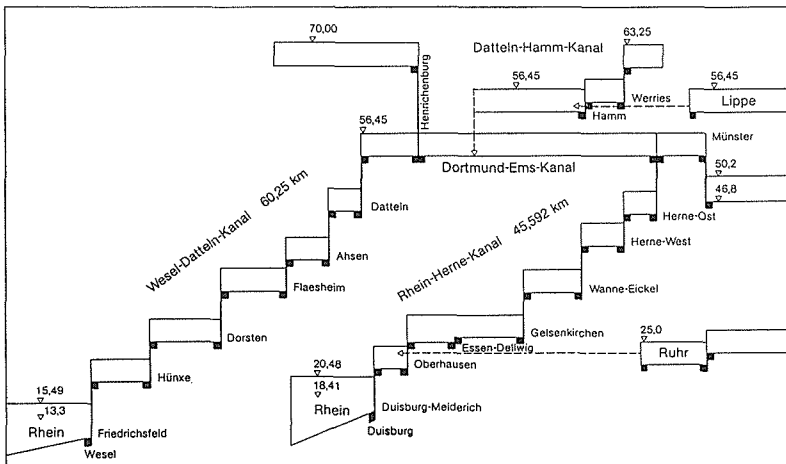 70,00
Datteln-Hamm-Kanal
63,25
56,45
56,45
Henrichenburg
Werries
Lippe
Hamm
56,45
Münster
Dortmund-Ems-Kanal
50,2
46,8
Wesel-Datteln-Kanal 60,25 km
Datteln
Rhein-Herne-Kanal 45,592 km
Herne-Ost
Herne-West
Ahsen
Flaesheim
Wanne-Eickel
Dorsten
Gelsenkirchen
25,0
Essen-Dellwig
Ruhr
Oberhausen
Hünxe
20,48
15,49
18,41
13,3
Rhein
Duisburg-Meiderich
Rhein
Friedrichsfeld
Duisburg
Wesel